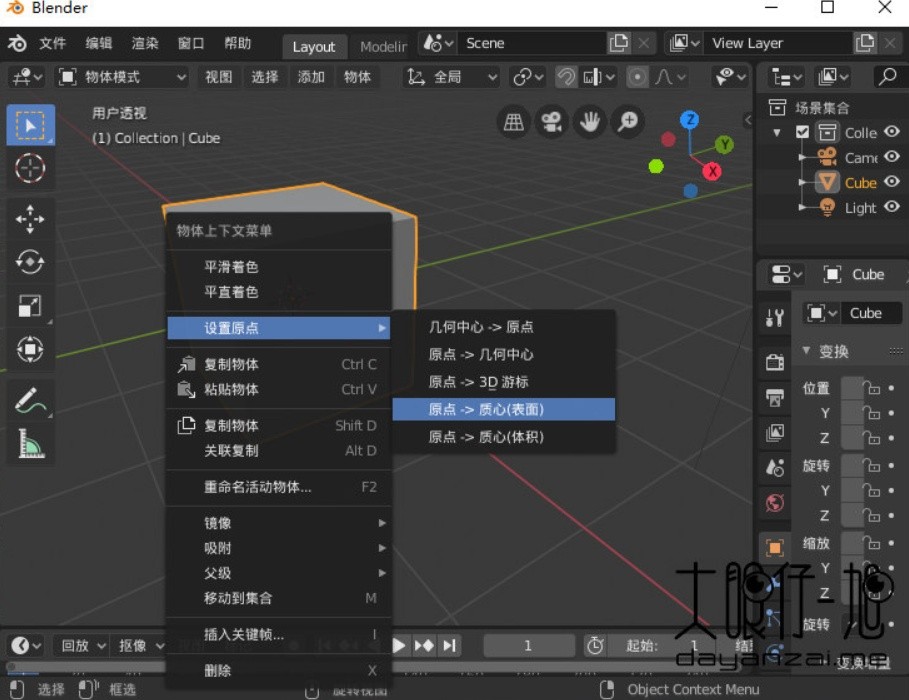 Blender
文件 编辑 渲染 窗口 帮助 Layout Modelin Scene View Layer
物体模式 视图 选择 添加 物体 全局
用户透视
(1) Collection | Cube
Z
Y
X
场景集合
Colle
Came
Cube
Light
物体上下文菜单
平滑着色
平直着色
设置原点
几何中心 -> 原点
原点 -> 几何中心
原点 -> 3D 游标
原点 -> 质心(表面)
原点 -> 质心(体积)
复制物体 Ctrl C
粘贴物体 Ctrl V
复制物体 Shift D
关联复制 Alt D
重命名活动物体... F2
镜像
吸附
父级
移动到集合 M
插入关键帧... I
删除 X
Cube
Cube
变换
位置
Y
Z
旋转
Y
Z
缩放
Y
Z
旋转
变换增量
大眼仔~旭
dayanzai.me
回放 抠像 1 起始: 1 结
选择 框选 旋转视图 Object Context Menu